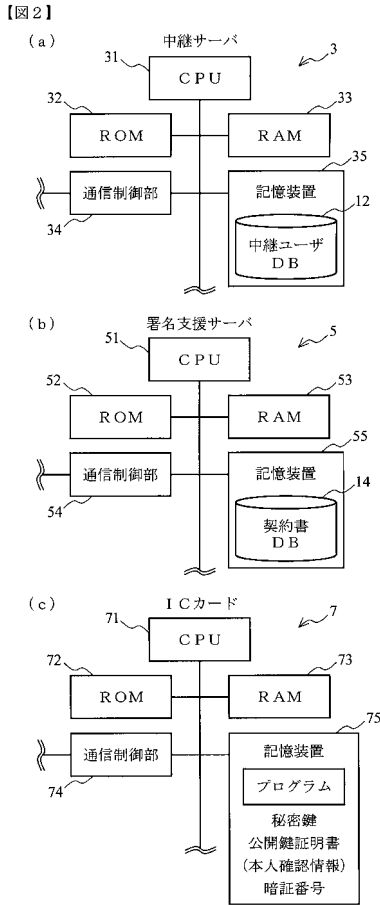 【図2】
(a)
中継サーバ
3
31
CPU
32
ROM
33
RAM
通信制御部
34
35
記憶装置
12
中継ユーザ
DB
(b)
署名支援サーバ
5
51
CPU
52
ROM
53
RAM
通信制御部
54
55
記憶装置
14
契約書
DB
(c)
ICカード
7
71
CPU
72
ROM
73
RAM
通信制御部
74
75
記憶装置
プログラム
秘密鍵
公開鍵証明書
(本人確認情報)
暗証番号